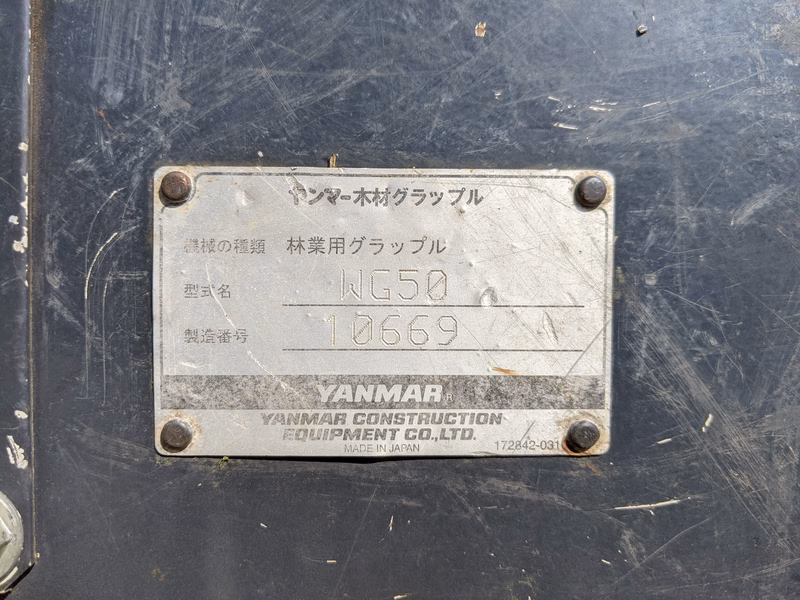 ヤンマー木材グラップル
機械の種類 林業用グラップル
型式名 WG50
製造番号 10669
YANMAR®
YANMAR CONSTRUCTION
EQUIPMENT CO.,LTD.
MADE IN JAPAN